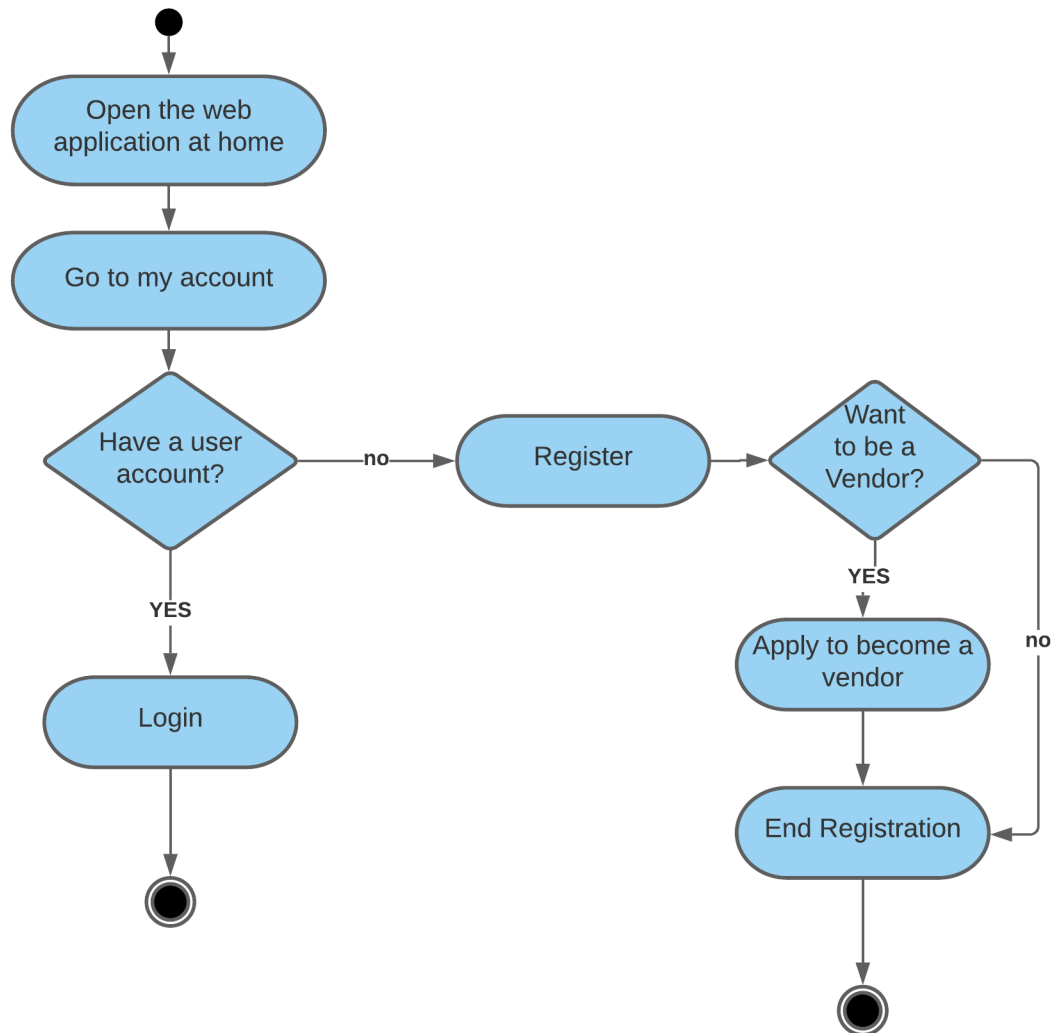 Open the web
application at home
Go to my account
Have a user
account?
no
Register
Want
to be a
Vendor?
YES
Apply to become a
vendor
no
YES
Login
End Registration